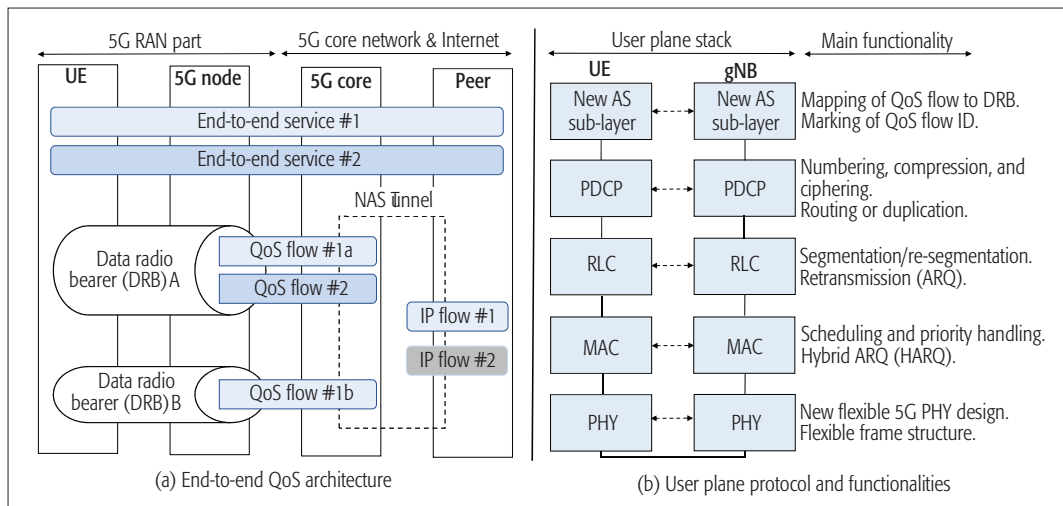 5G RAN part
5G core network & Internet
UE
5G node
5G core
Peer
End-to-end service #1
End-to-end service #2
NAS Tunnel
Data radio
bearer (DRB) A
QoS flow #1a
QoS flow #2
IP flow #1
IP flow #2
Data radio
bearer (DRB) B
QoS flow #1b
(a) End-to-end QoS architecture
User plane stack
Main functionality
UE
gNB
New AS
sub-layer
New AS
sub-layer
Mapping of QoS flow to DRB.
Marking of QoS flow ID.
PDCP
PDCP
Numbering, compression, and
ciphering.
Routing or duplication.
RLC
RLC
Segmentation/re-segmentation.
Retransmission (ARQ).
MAC
MAC
Scheduling and priority handling.
Hybrid ARQ (HARQ).
PHY
PHY
New flexible 5G PHY design.
Flexible frame structure.
(b) User plane protocol and functionalities